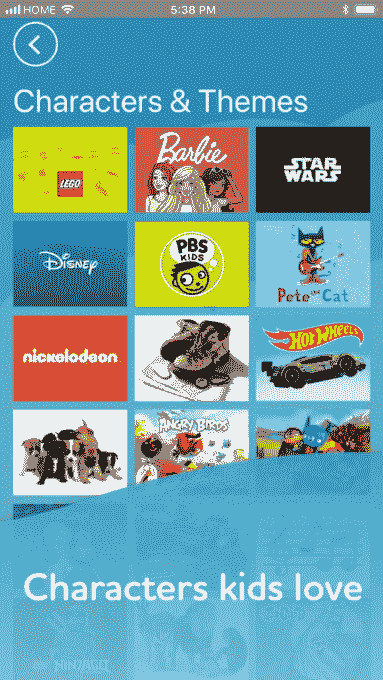 HOME 5:38 PM
Characters & Themes
LEGO
Barbie
STAR
WARS
Disney
PBS
KIDS
Pete the Cat
nickelodeon
HOT WHEELS
ANGRY BIRDS
Characters kids love
NINJAGO